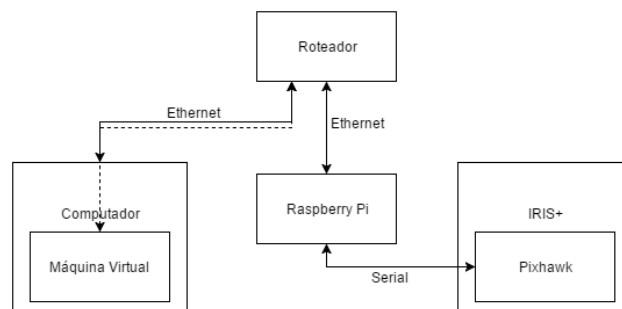 Roteador
Ethernet
Ethernet
Computador
Máquina Virtual
Raspberry Pi
IRIS+
Pixhawk
Serial